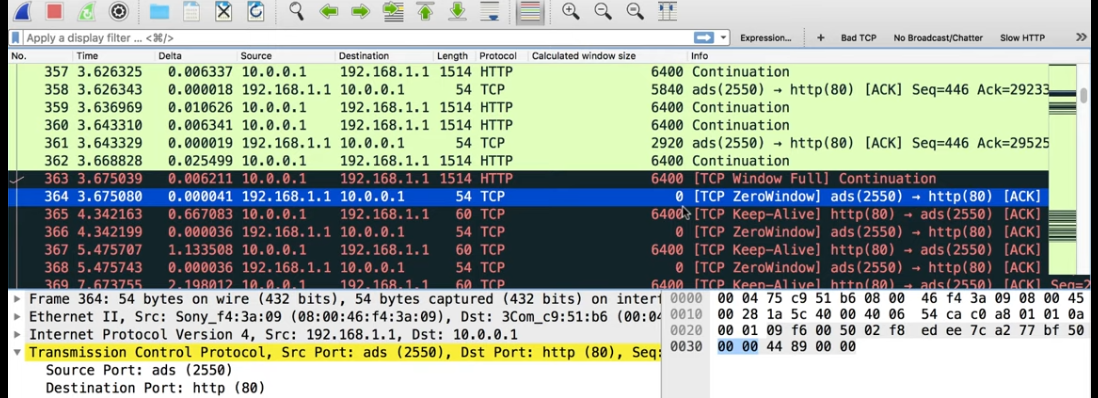 Apply a display filter ... <⌘/> Expression... + Bad TCP No Broadcast/Chatter Slow HTTP »
No. Time Delta Source Destination Length Protocol Calculated window size Info
357 3.626325 0.006337 10.0.0.1 192.168.1.1 1514 HTTP 6400 Continuation
358 3.626343 0.000018 192.168.1.1 10.0.0.1 54 TCP 5840 ads(2550) → http(80) [ACK] Seq=446 Ack=29233
359 3.636969 0.010626 10.0.0.1 192.168.1.1 1514 HTTP 6400 Continuation
360 3.643310 0.006341 10.0.0.1 192.168.1.1 1514 HTTP 6400 Continuation
361 3.643329 0.000019 192.168.1.1 10.0.0.1 54 TCP 2920 ads(2550) → http(80) [ACK] Seq=446 Ack=29525
362 3.668828 0.025499 10.0.0.1 192.168.1.1 1514 HTTP 6400 Continuation
363 3.675039 0.006211 10.0.0.1 192.168.1.1 1514 HTTP 6400 [TCP Window Full] Continuation
364 3.675080 0.000041 192.168.1.1 10.0.0.1 54 TCP 0 [TCP ZeroWindow] ads(2550) → http(80) [ACK]
365 4.342163 0.667083 10.0.0.1 192.168.1.1 60 TCP 6400 [TCP Keep-Alive] http(80) → ads(2550) [ACK]
366 4.342199 0.000036 192.168.1.1 10.0.0.1 54 TCP 0 [TCP ZeroWindow] ads(2550) → http(80) [ACK]
367 5.475707 1.133508 10.0.0.1 192.168.1.1 60 TCP 6400 [TCP Keep-Alive] http(80) → ads(2550) [ACK]
368 5.475743 0.000036 192.168.1.1 10.0.0.1 54 TCP 0 [TCP ZeroWindow] ads(2550) → http(80) [ACK]
369 7.673755 2.198012 10.0.0.1 192.168.1.1 60 TCP 6400 [TCP Keep-Alive] http(80) → ads(2550) [ACK] Seq=2
Frame 364: 54 bytes on wire (432 bits), 54 bytes captured (432 bits) on interf
Ethernet II, Src: Sony_f4:3a:09 (08:00:46:f4:3a:09), Dst: 3Com_c9:51:b6 (00:04
Internet Protocol Version 4, Src: 192.168.1.1, Dst: 10.0.0.1
Transmission Control Protocol, Src Port: ads (2550), Dst Port: http (80), Seq:
Source Port: ads (2550)
Destination Port: http (80)
0000 00 04 75 c9 51 b6 08 00 46 f4 3a 09 08 00 45
0010 00 28 1a 5c 40 00 40 06 54 ca c0 a8 01 01 0a
0020 00 01 09 f6 00 50 02 f8 ed ee 7c a2 77 bf 50
0030 00 00 44 89 00 00